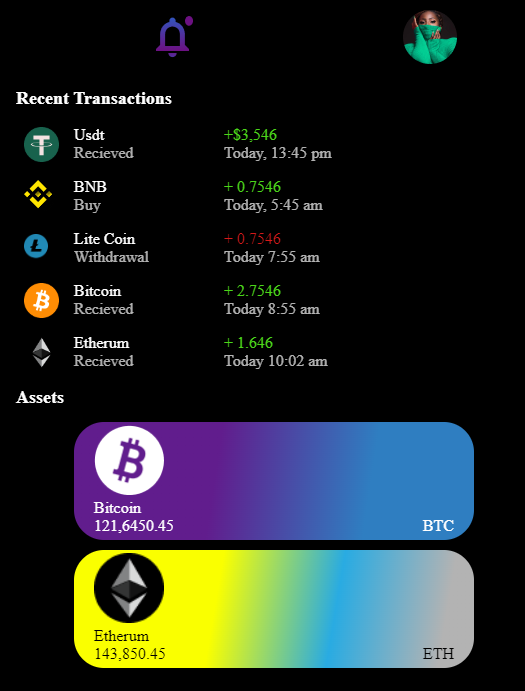 Recent Transactions
Usdt
+$3,546
Recieved
Today, 13:45 pm
BNB
+ 0.7546
Buy
Today, 5:45 am
Lite Coin
+ 0.7546
Withdrawal
Today 7:55 am
Bitcoin
+ 2.7546
Recieved
Today 8:55 am
Etherum
+ 1.646
Recieved
Today 10:02 am
Assets
Bitcoin
121,6450.45
BTC
Etherum
143,850.45
ETH